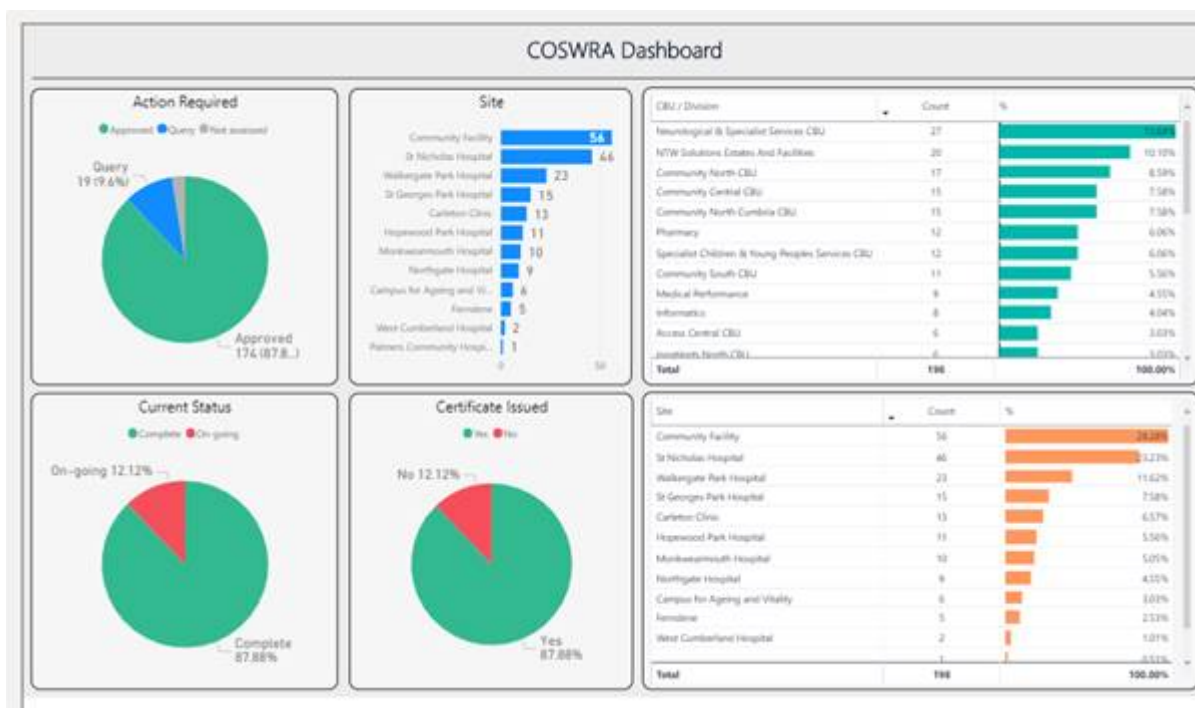 COSWRA Dashboard
Action Required
Approved Query Not assessed
Query
19 (9.6%)
Approved
174 (87.8...)
Site
Community Facility 56
St Nicholas Hospital 46
Walkergate Park Hospital 23
St Georges Park Hospital 15
Carleton Clinic 13
Hopewood Park Hospital 11
Monkwearmouth Hospital 10
Northgate Hospital 9
Campus for Ageing and Vi... 6
Ferndene 5
West Cumberland Hospital 2
Palmers Community Hospi... 1
0 50
CBU / Division Count %
Neurological & Specialist Services CBU 27
NTW Solutions Estates And Facilities 20 10.10%
Community North CBU 17 8.59%
Community Central CBU 15 7.58%
Community North Cumbria CBU 15 7.58%
Pharmacy 12 6.06%
Specialist Children & Young Peoples Services CBU 12 6.06%
Community South CBU 11 5.56%
Medical Performance 9 4.55%
Informatics 8 4.04%
Access Central CBU 6 3.03%
Inpatients North CBU 6 3.03%
Total 198 100.00%
Current Status
Complete On-going
On-going 12.12%
Complete
87.88%
Certificate Issued
Yes No
No 12.12%
Yes
87.88%
Site Count %
Community Facility 56 28.28%
St Nicholas Hospital 46 23.23%
Walkergate Park Hospital 23 11.62%
St Georges Park Hospital 15 7.58%
Carleton Clinic 13 6.57%
Hopewood Park Hospital 11 5.56%
Monkwearmouth Hospital 10 5.05%
Northgate Hospital 9 4.55%
Campus for Ageing and Vitality 6 3.03%
Ferndene 5 2.53%
West Cumberland Hospital 2 1.01%
1 0.51%
Total 198 100.00%